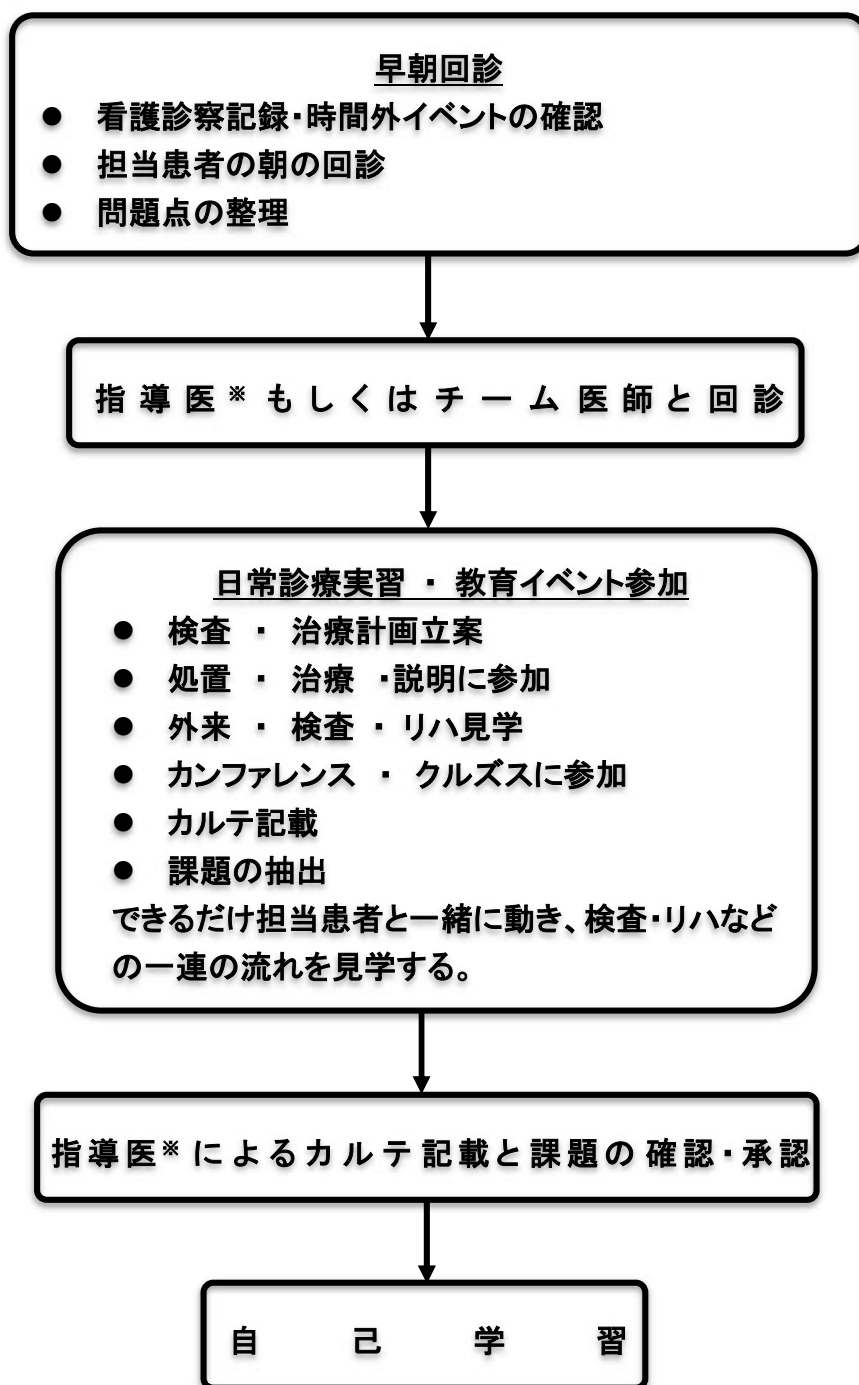 早朝回診
● 看護診察記録・時間外イベントの確認
● 担当患者の朝の回診
● 問題点の整理
指導医※もしくはチーム医師と回診
日常診療実習 ・ 教育イベント参加
● 検査 ・ 治療計画立案
● 処置 ・ 治療 ・説明に参加
● 外来 ・ 検査 ・ リハ見学
● カンファレンス ・ クルズスに参加
● カルテ記載
● 課題の抽出
できるだけ担当患者と一緒に動き、検査・リハなど
の一連の流れを見学する。
指導医※によるカルテ記載と課題の確認・承認
自己学習